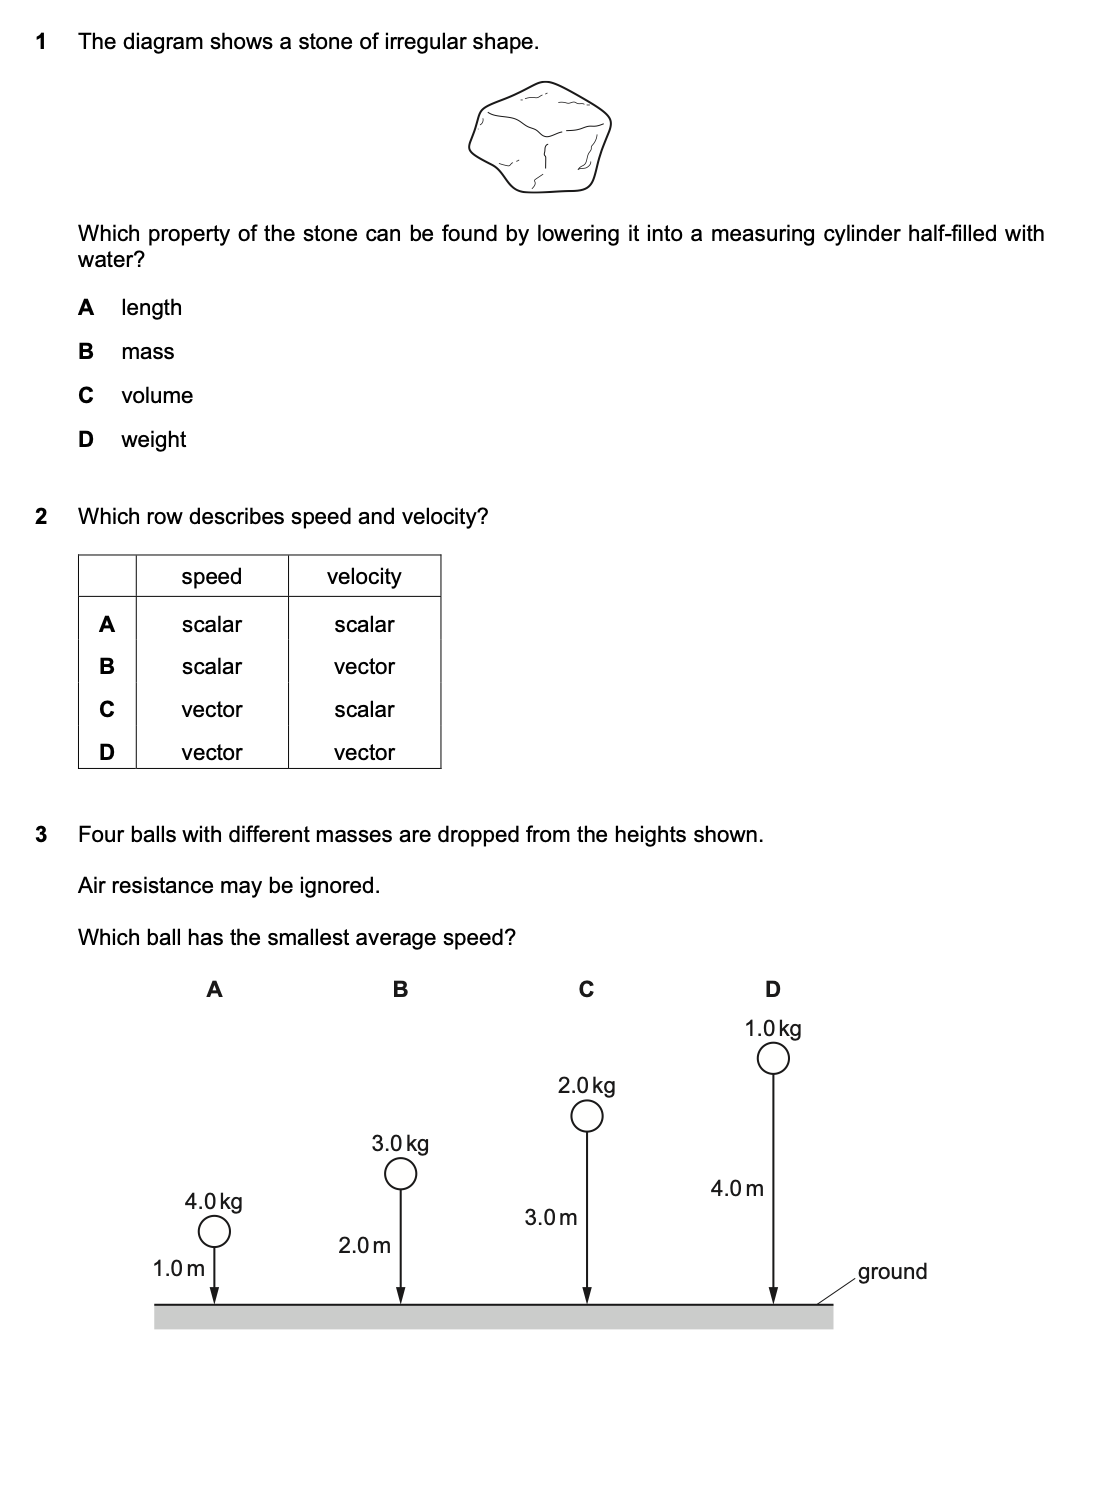 1 The diagram shows a stone of irregular shape.
Which property of the stone can be found by lowering it into a measuring cylinder half-filled with
water?
A length
B mass
C volume
D weight
2 Which row describes speed and velocity?
speed velocity
A scalar scalar
B scalar vector
C vector scalar
D vector vector
3 Four balls with different masses are dropped from the heights shown.
Air resistance may be ignored.
Which ball has the smallest average speed?
A B C D
1.0 kg
2.0 kg
3.0 kg
4.0 kg
4.0 m
3.0 m
2.0 m
1.0 m
ground